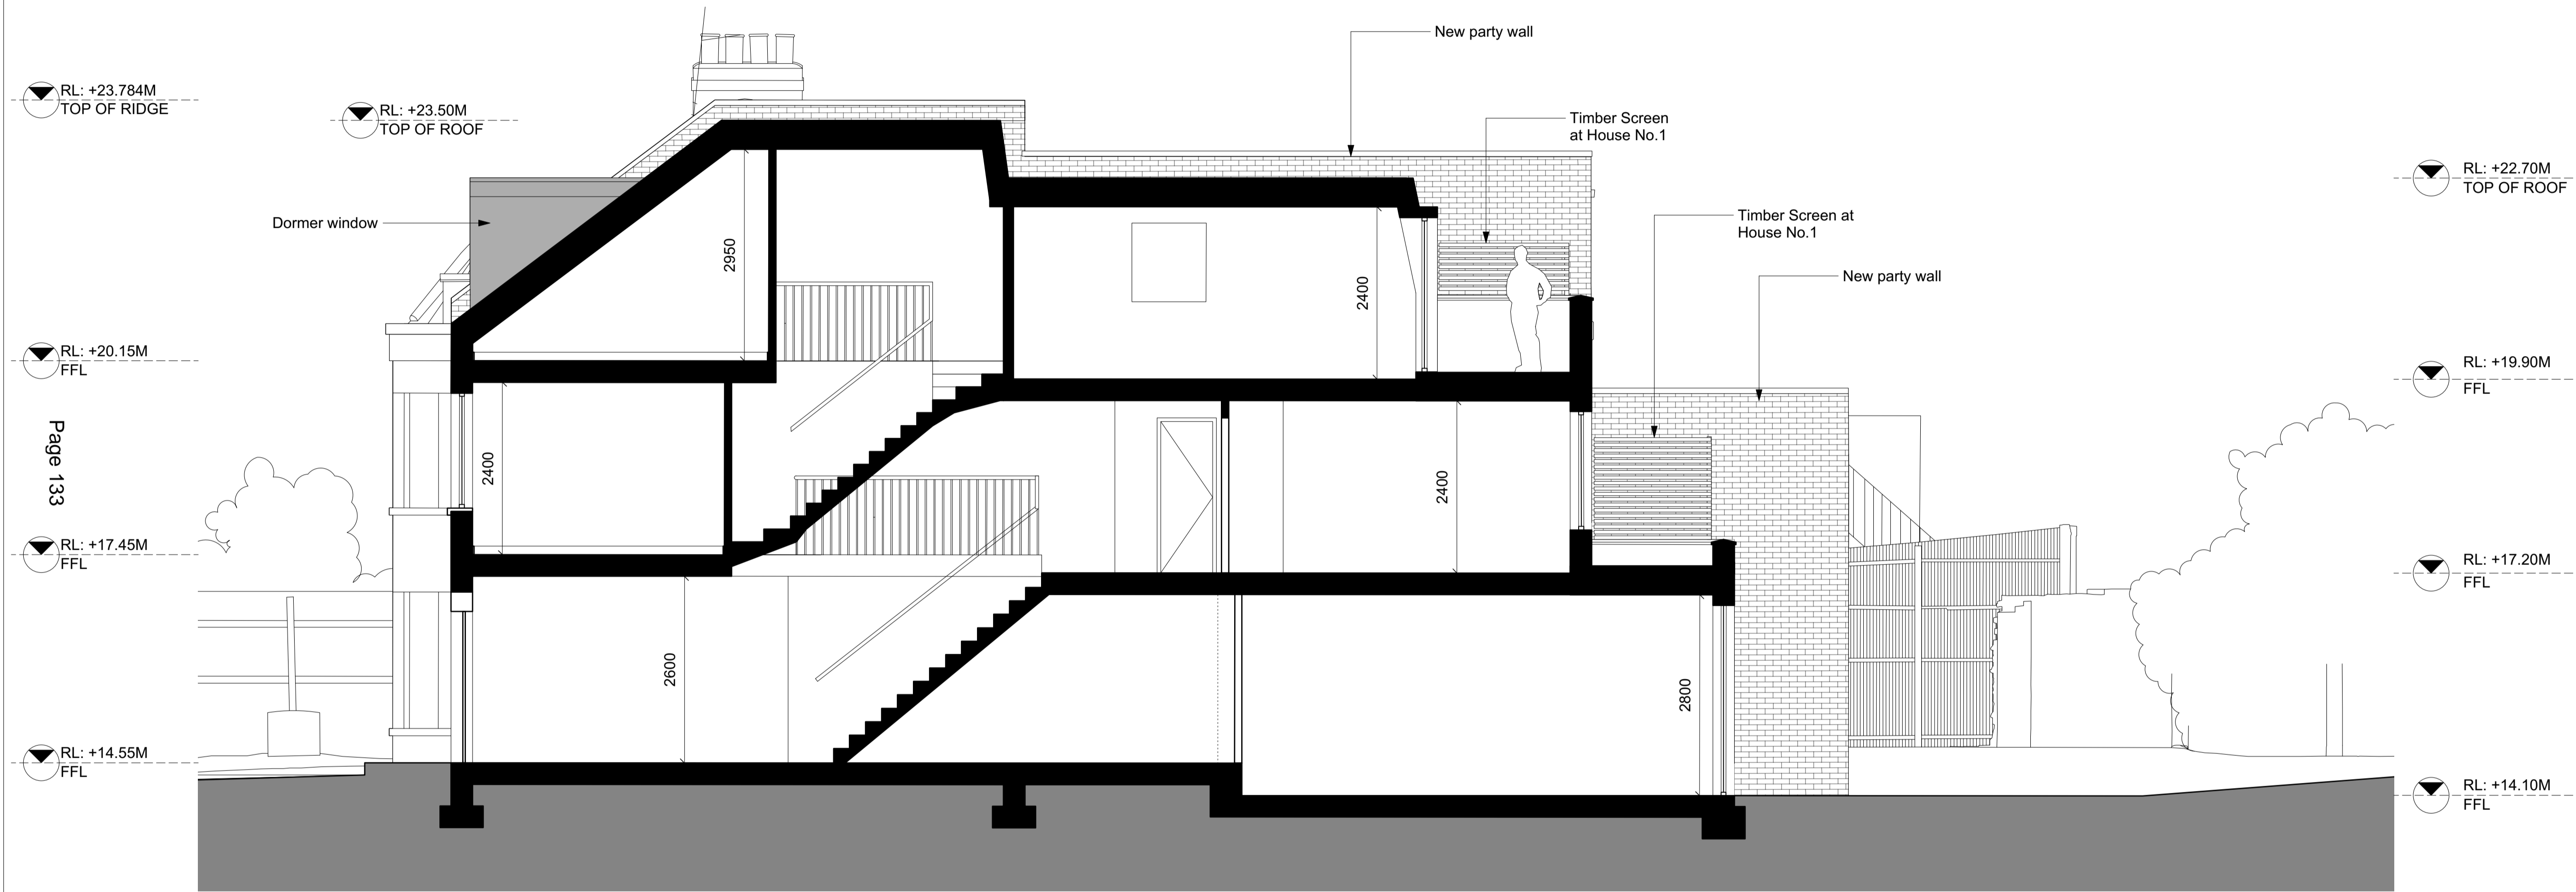 New party wall
RL: +23.784M
TOP OF RIDGE
RL: +23.50M
TOP OF ROOF
Timber Screen
at House No.1
RL: +22.70M
TOP OF ROOF
Dormer window
Timber Screen at
House No.1
2950
2400
New party wall
RL: +20.15M
FFL
RL: +19.90M
FFL
Page 133
2400
2400
RL: +17.45M
FFL
RL: +17.20M
FFL
2600
2800
RL: +14.55M
FFL
RL: +14.10M
FFL